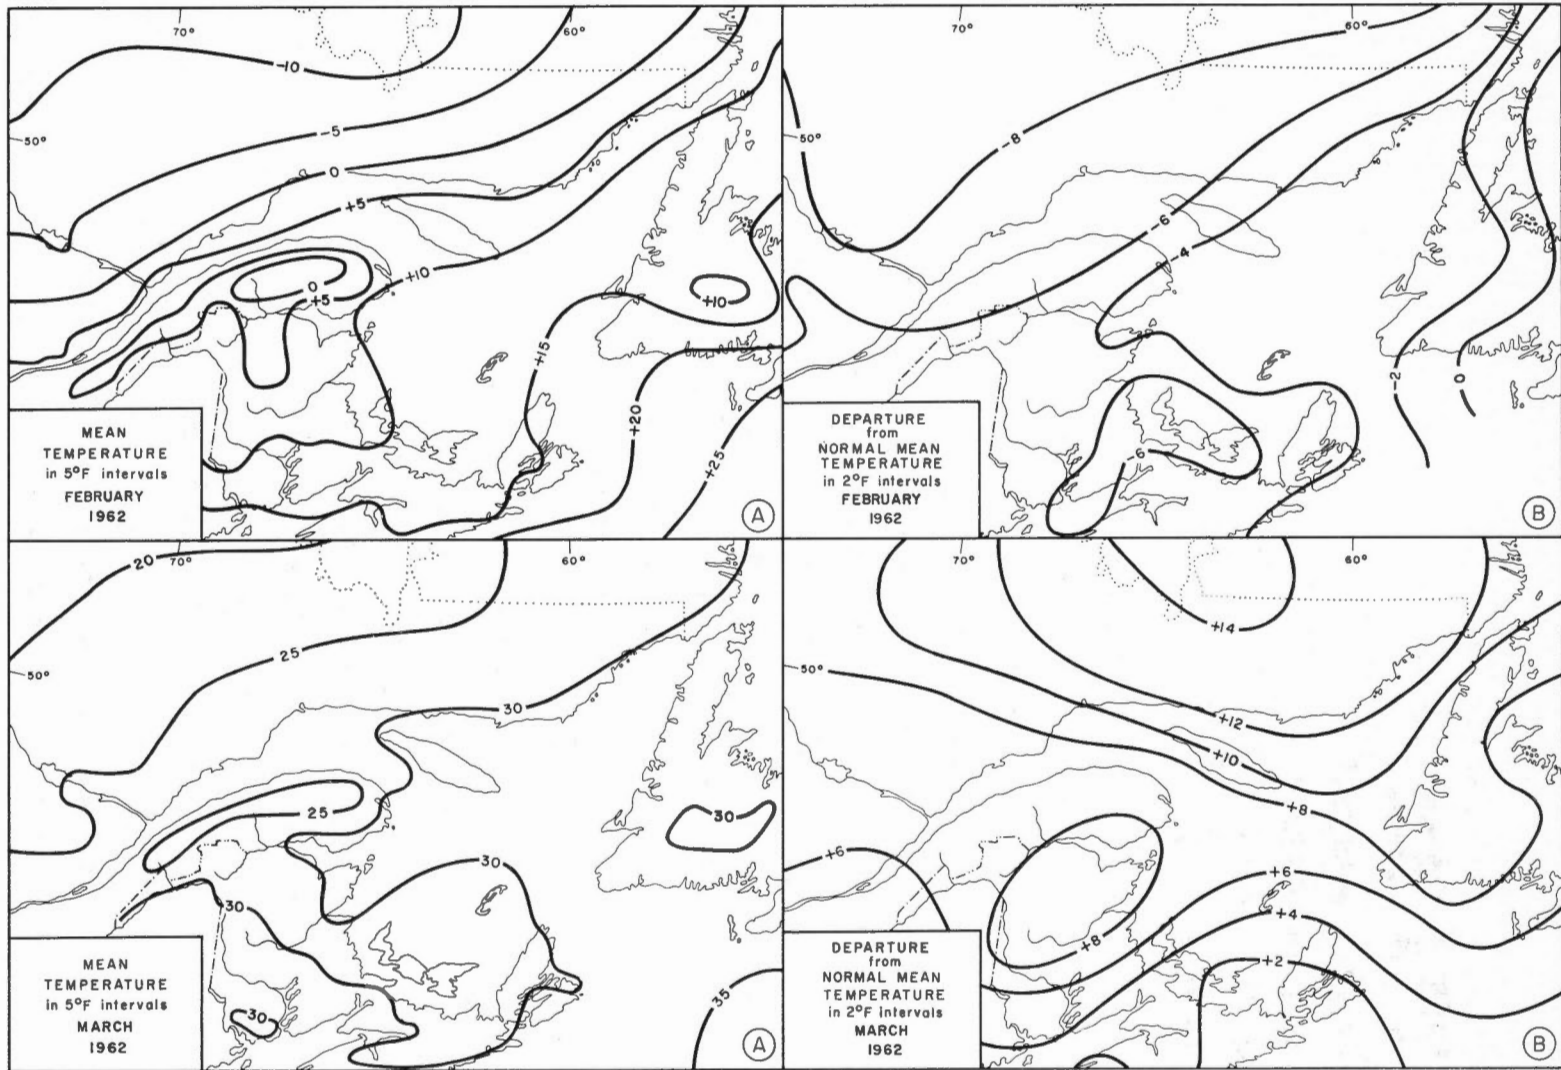 70°
60°
-10
-5
50°
0
+5
+10
0
+5
+10
+15
+20
+25
MEAN
TEMPERATURE
in 5°F intervals
FEBRUARY
1962
A
70°
60°
50°
-8
-6
-4
-2
0
-6
DEPARTURE
from
NORMAL MEAN
TEMPERATURE
in 2°F intervals
FEBRUARY
1962
B
20
70°
60°
25
50°
30
25
30
30
30
30
35
MEAN
TEMPERATURE
in 5°F intervals
MARCH
1962
A
70°
60°
+14
50°
+12
+10
+8
+6
+6
+4
+8
+2
DEPARTURE
from
NORMAL MEAN
TEMPERATURE
in 2°F intervals
MARCH
1962
B